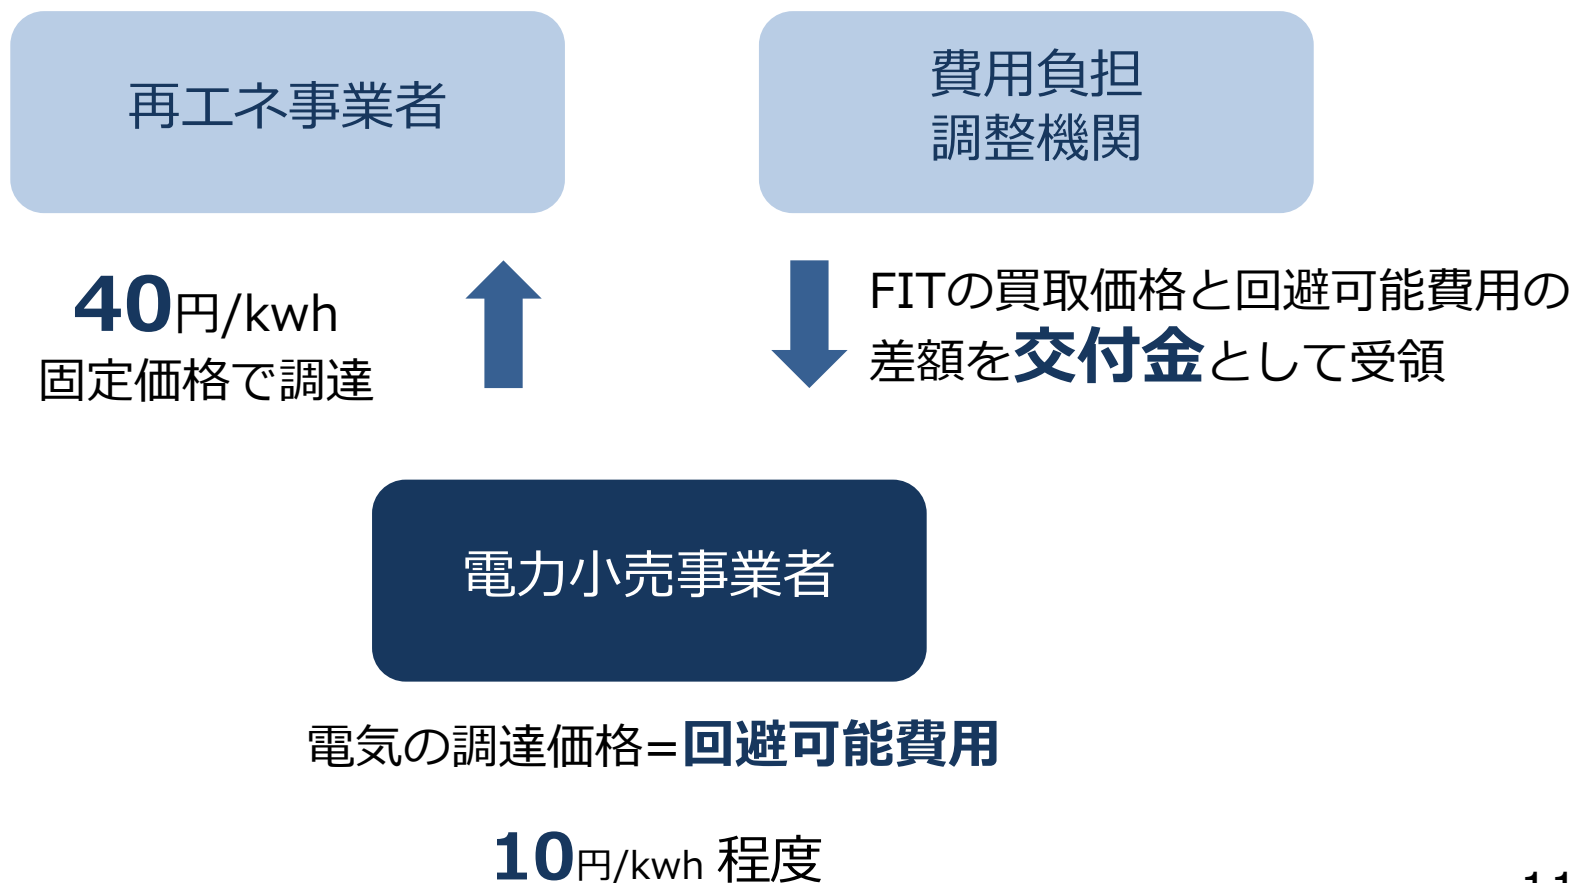 再エネ事業者
費用負担
調整機関
40円/kwh
固定価格で調達
FITの買取価格と回避可能費用の
差額を交付金として受領
電力小売事業者
電気の調達価格=回避可能費用
10円/kwh 程度
11